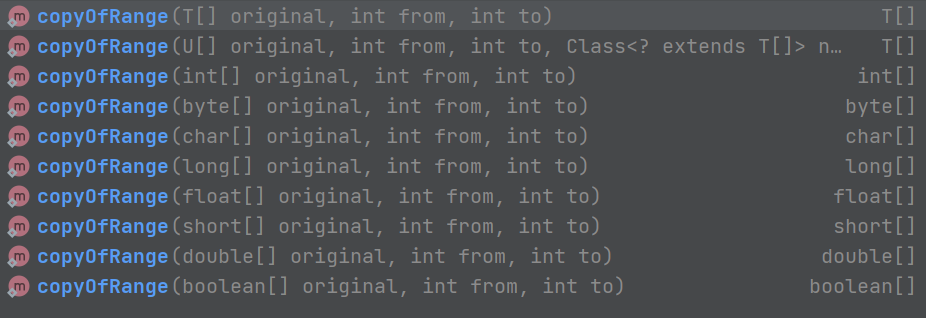 m copyOfRange(T[] original, int from, int to) T[]
m copyOfRange(U[] original, int from, int to, Class<? extends T[]> n… T[]
m copyOfRange(int[] original, int from, int to) int[]
m copyOfRange(byte[] original, int from, int to) byte[]
m copyOfRange(char[] original, int from, int to) char[]
m copyOfRange(long[] original, int from, int to) long[]
m copyOfRange(float[] original, int from, int to) float[]
m copyOfRange(short[] original, int from, int to) short[]
m copyOfRange(double[] original, int from, int to) double[]
m copyOfRange(boolean[] original, int from, int to) boolean[]